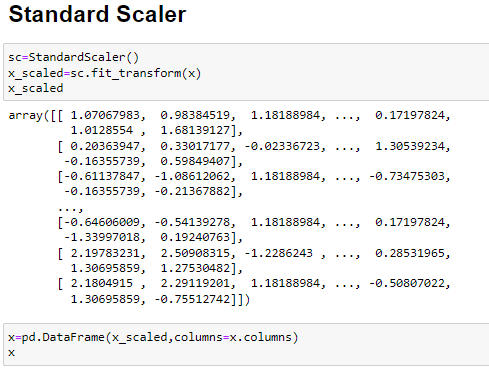 Standard Scaler
sc=StandardScaler()
x_scaled=sc.fit_transform(x)
x_scaled
array([[ 1.07067983, 0.98384519, 1.18188984, ..., 0.17197824,
1.0128554 , 1.68139127],
[ 0.20363947, 0.33017177, -0.02336723, ..., 1.30539234,
-0.16355739, 0.59849407],
[-0.61137847, -1.08612062, 1.18188984, ..., -0.73475303,
-0.16355739, -0.21367882],
...,
[-0.64606009, -0.54139278, 1.18188984, ..., 0.17197824,
-1.33997018, 0.19240763],
[ 2.19783231, 2.50908315, -1.2286243 , ..., 0.28531965,
1.30695859, 1.27530482],
[ 2.1804915 , 2.29119201, 1.18188984, ..., -0.50807022,
1.30695859, -0.75512742]])
x=pd.DataFrame(x_scaled,columns=x.columns)
x